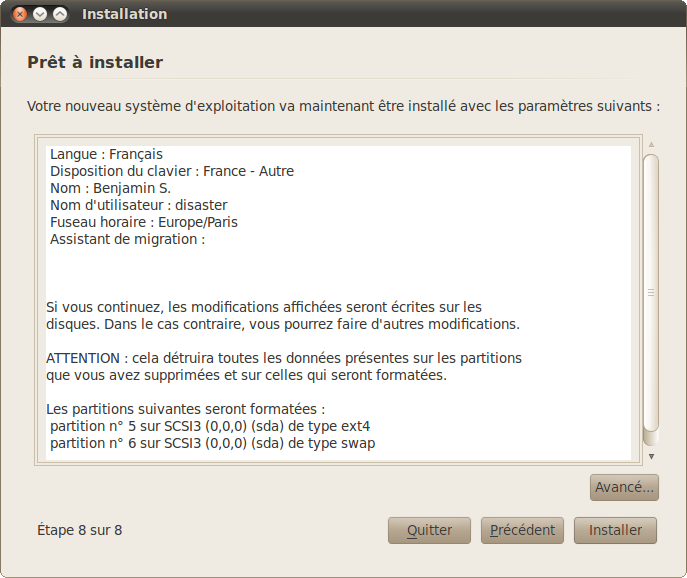 Installation
Prêt à installer
Votre nouveau système d'exploitation va maintenant être installé avec les paramètres suivants :
Langue : Français
Disposition du clavier : France - Autre
Nom : Benjamin S.
Nom d'utilisateur : disaster
Fuseau horaire : Europe/Paris
Assistant de migration :
Si vous continuez, les modifications affichées seront écrites sur les
disques. Dans le cas contraire, vous pourrez faire d'autres modifications.
ATTENTION : cela détruira toutes les données présentes sur les partitions
que vous avez supprimées et sur celles qui seront formatées.
Les partitions suivantes seront formatées :
partition n° 5 sur SCSI3 (0,0,0) (sda) de type ext4
partition n° 6 sur SCSI3 (0,0,0) (sda) de type swap
Avancé...
Étape 8 sur 8
Quitter
Précédent
Installer